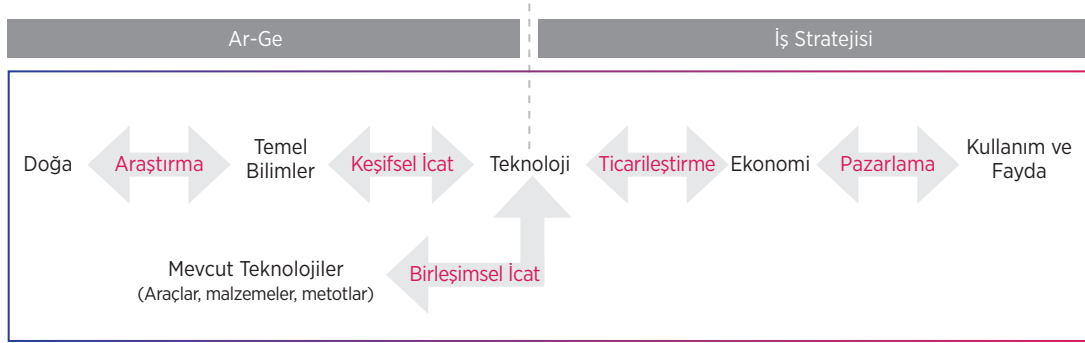 Ar-Ge
İş Stratejisi
Doğa
Araştırma
Temel
Bilimler
Keşifsel İcat
Teknoloji
Ticarileştirme
Ekonomi
Pazarlama
Kullanım ve
Fayda
Mevcut Teknolojiler
(Araçlar, malzemeler, metotlar)
Birleşimsel İcat